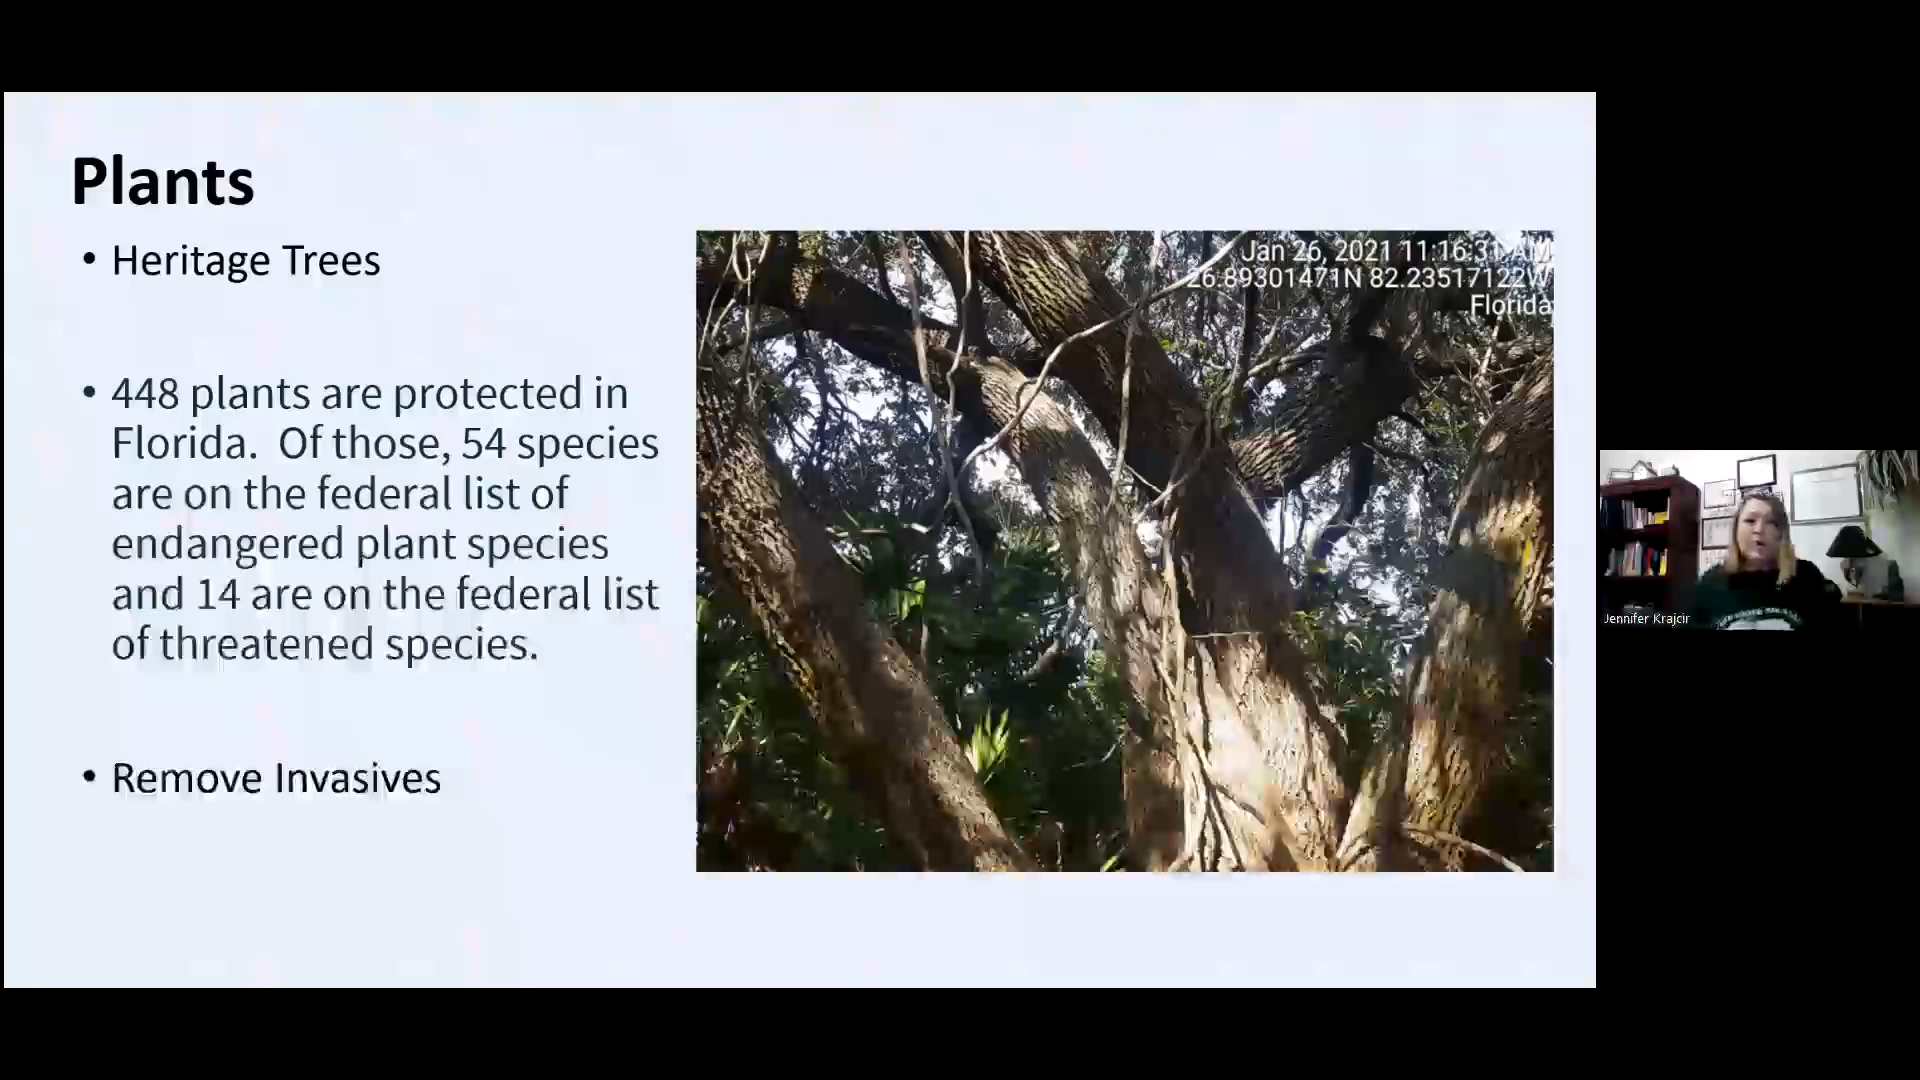 Plants
• Heritage Trees
• 448 plants are protected in
Florida.  Of those, 54 species
are on the federal list of
endangered plant species
and 14 are on the federal list
of threatened species.
• Remove Invasives
Jan 26, 2021 11:16:31 AM
26.89301471N 82.23517122W
Florida
Jennifer Krajcir